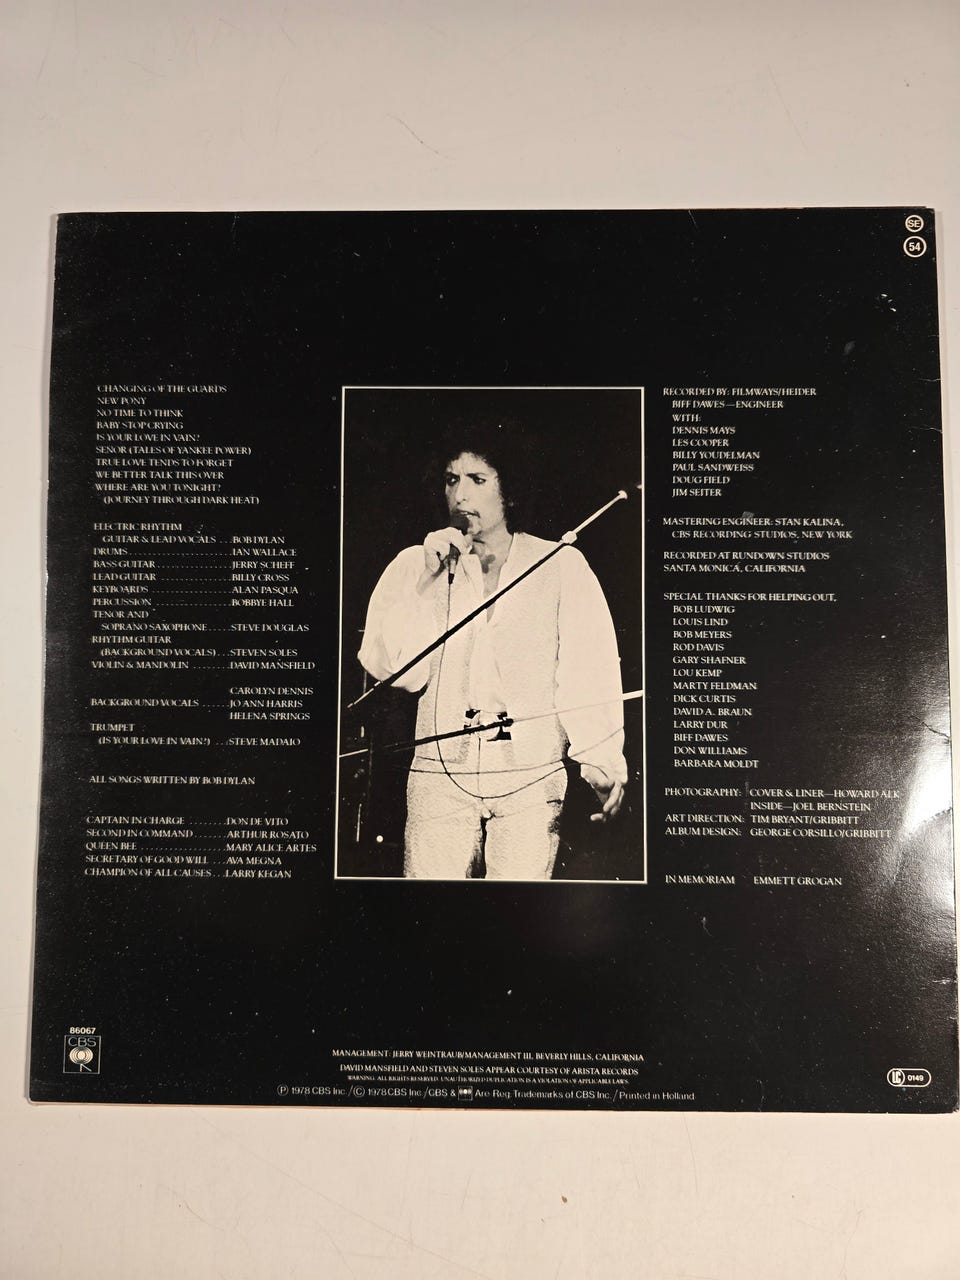 SE
54
CHANGING OF THE GUARDS
NEW PONY
NO TIME TO THINK
BABY STOP CRYING
IS YOUR LOVE IN VAIN?
SEÑOR (TALES OF YANKEE POWER)
TRUE LOVE TENDS TO FORGET
WE BETTER TALK THIS OVER
WHERE ARE YOU TONIGHT?
(JOURNEY THROUGH DARK HEAT)
ELECTRIC RHYTHM
GUITAR & LEAD VOCALS ...BOB DYLAN
DRUMS....................IAN WALLACE
BASS GUITAR...............JERRY SCHEFF
LEAD GUITAR ..............BILLY CROSS
KEYBOARDS ...............ALAN PASQUA
PERCUSSION ..............BOBBYE HALL
TENOR AND
SOPRANO SAXOPHONE.....STEVE DOUGLAS
RHYTHM GUITAR
(BACKGROUND VOCALS)...STEVEN SOLES
VIOLIN & MANDOLIN .......DAVID MANSFIELD
CAROLYN DENNIS
BACKGROUND VOCALS .....JO ANN HARRIS
HELENA SPRINGS
TRUMPET
(IS YOUR LOVE IN VAIN?) ...STEVE MADAIO
ALL SONGS WRITTEN BY BOB DYLAN
CAPTAIN IN CHARGE ........DON DE VITO
SECOND IN COMMAND .......ARTHUR ROSATO
QUEEN BEE .................MARY ALICE ARTES
SECRETARY OF GOOD WILL ...AVA MEGNA
CHAMPION OF ALL CAUSES...LARRY KEGAN
RECORDED BY: FILMWAYS/HEIDER
BIFF DAWES—ENGINEER
WITH:
DENNIS MAYS
LES COOPER
BILLY YOUDELMAN
PAUL SANDWEISS
DOUG FIELD
JIM SEITER
MASTERING ENGINEER: STAN KALINA,
CBS RECORDING STUDIOS, NEW YORK
RECORDED AT RUNDOWN STUDIOS
SANTA MONICA, CALIFORNIA
SPECIAL THANKS FOR HELPING OUT,
BOB LUDWIG
LOUIS LIND
BOB MEYERS
ROD DAVIS
GARY SHAFNER
LOU KEMP
MARTY FELDMAN
DICK CURTIS
DAVID A. BRAUN
LARRY DUR
BIFF DAWES
DON WILLIAMS
BARBARA MOLDT
PHOTOGRAPHY: COVER & LINER—HOWARD ALK
INSIDE—JOEL BERNSTEIN
ART DIRECTION: TIM BRYANT/GRIBBITT
ALBUM DESIGN: GEORGE CORSILLO/GRIBBITT
IN MEMORIAM EMMETT GROGAN
86067
CBS
MANAGEMENT: JERRY WEINTRAUB/MANAGEMENT III, BEVERLY HILLS, CALIFORNIA
DAVID MANSFIELD AND STEVEN SOLES APPEAR COURTESY OF ARISTA RECORDS
WARNING: ALL RIGHTS RESERVED. UNAUTHORIZED DUPLICATION IS A VIOLATION OF APPLICABLE LAWS.
Ⓟ 1978 CBS Inc./Ⓒ 1978 CBS Inc./CBS & Are Reg. Trademarks of CBS Inc./Printed in Holland
LC 0149